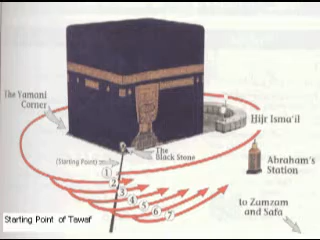 The Yamani
Corner
Hijr Isma'il
The
Black Stone
(Starting Point)
1
2
3
4
5
6
7
Abraham's
Station
to Zamzam
and Safa
Starting Point of Tawaf